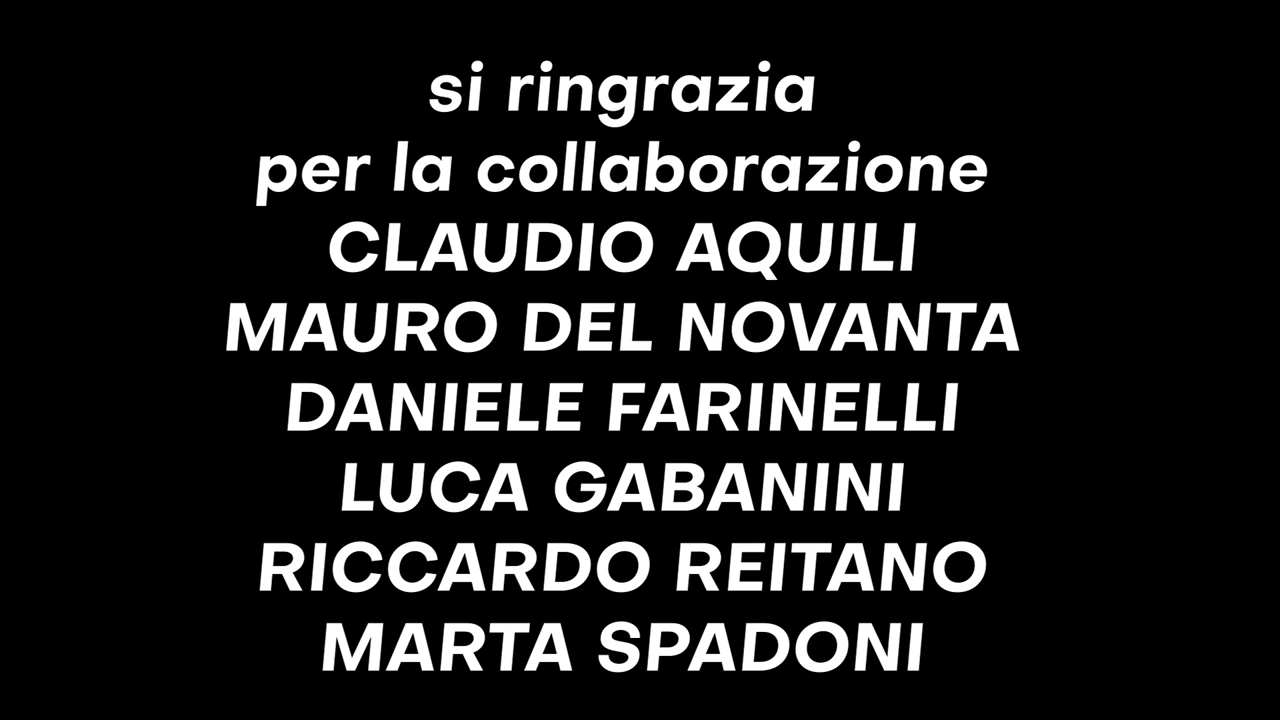 si ringrazia
per la collaborazione
CLAUDIO AQUILI
MAURO DEL NOVANTA
DANIELE FARINELLI
LUCA GABANINI
RICCARDO REITANO
MARTA SPADONI